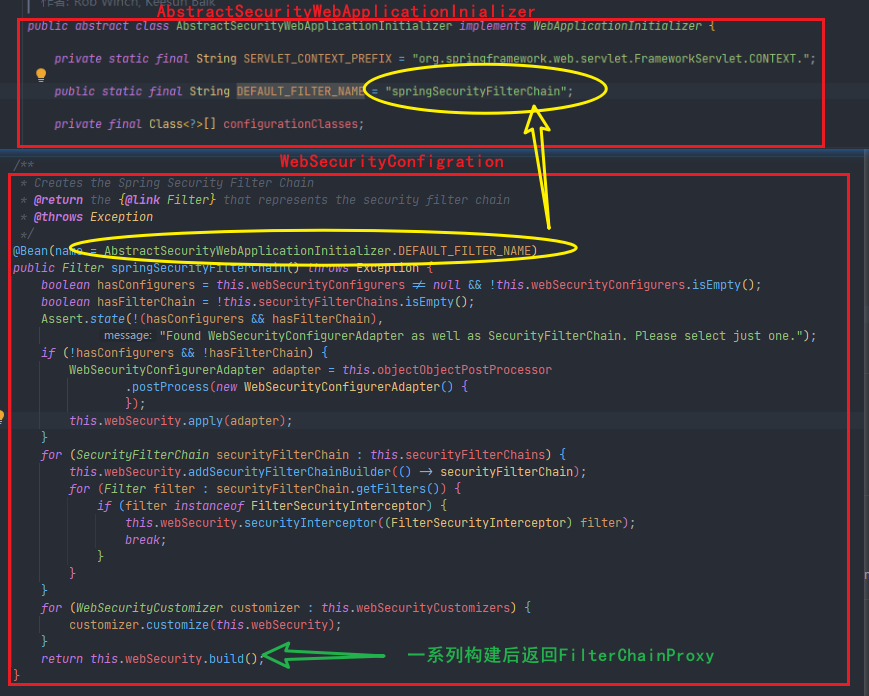 作者: Rob Winch, Keesun Baik
AbstractSecurityWebApplicationInializer
public abstract class AbstractSecurityWebApplicationInitializer implements WebApplicationInitializer {
private static final String SERVLET_CONTEXT_PREFIX = "org.springframework.web.servlet.FrameworkServlet.CONTEXT.";
public static final String DEFAULT_FILTER_NAME = "springSecurityFilterChain";
private final Class<?>[] configurationClasses;
WebSecurityConfigration
/**
* Creates the Spring Security Filter Chain
* @return the {@link Filter} that represents the security filter chain
* @throws Exception
*/
@Bean(name = AbstractSecurityWebApplicationInitializer.DEFAULT_FILTER_NAME)
public Filter springSecurityFilterChain() throws Exception {
boolean hasConfigurers = this.webSecurityConfigurers ≠ null && !this.webSecurityConfigurers.isEmpty();
boolean hasFilterChain = !this.securityFilterChains.isEmpty();
Assert.state(!(hasConfigurers && hasFilterChain),
message: "Found WebSecurityConfigurerAdapter as well as SecurityFilterChain. Please select just one.");
if (!hasConfigurers && !hasFilterChain) {
WebSecurityConfigurerAdapter adapter = this.objectObjectPostProcessor
.postProcess(new WebSecurityConfigurerAdapter() {
});
this.webSecurity.apply(adapter);
}
for (SecurityFilterChain securityFilterChain : this.securityFilterChains) {
this.webSecurity.addSecurityFilterChainBuilder(() → securityFilterChain);
for (Filter filter : securityFilterChain.getFilters()) {
if (filter instanceof FilterSecurityInterceptor) {
this.webSecurity.securityInterceptor((FilterSecurityInterceptor) filter);
break;
}
}
}
for (WebSecurityCustomizer customizer : this.webSecurityCustomizers) {
customizer.customize(this.webSecurity);
}
return this.webSecurity.build();
一系列构建后返回FilterChainProxy
}